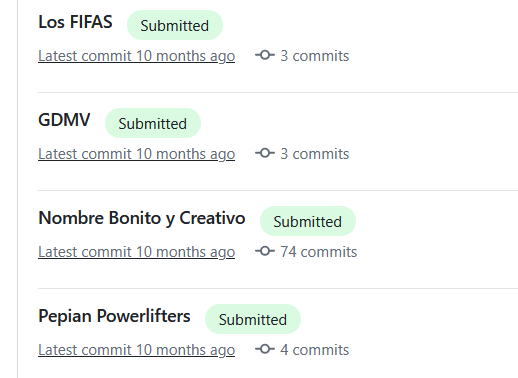 Los FIFAS Submitted
Latest commit 10 months ago 3 commits
GDMV Submitted
Latest commit 10 months ago 3 commits
Nombre Bonito y Creativo Submitted
Latest commit 10 months ago 74 commits
Pepian Powerlifters Submitted
Latest commit 10 months ago 4 commits